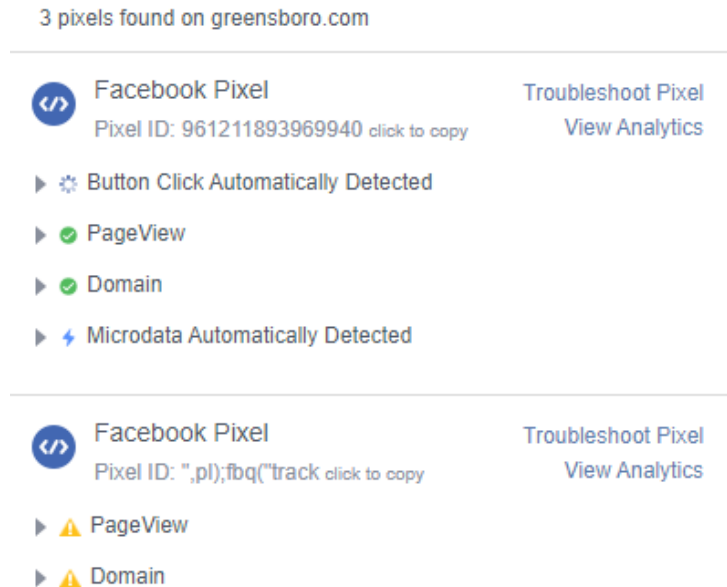 3 pixels found on greensboro.com
Facebook Pixel
Troubleshoot Pixel
Pixel ID: 961211893969940 click to copy
View Analytics
Button Click Automatically Detected
PageView
Domain
Microdata Automatically Detected
Facebook Pixel
Troubleshoot Pixel
Pixel ID: ",pl);fbq("track click to copy
View Analytics
PageView
Domain